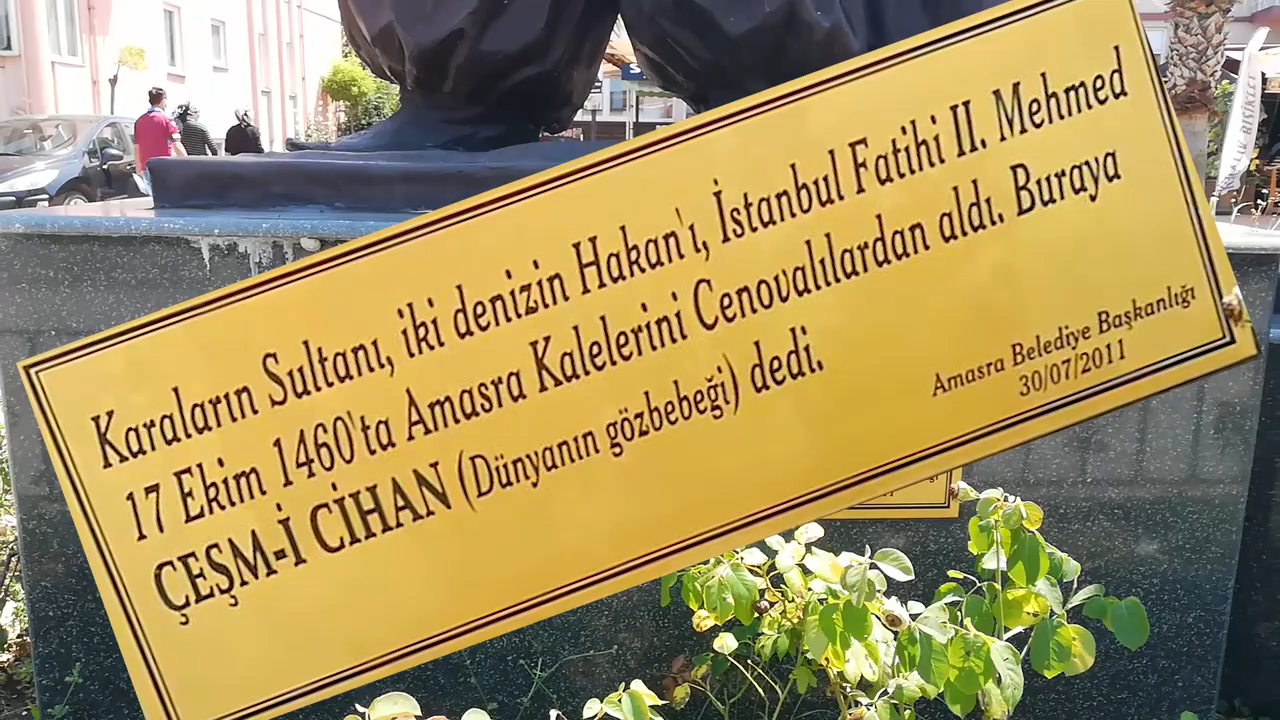 Karaların Sultanı, iki denizin Hakan'ı, İstanbul Fatihi II. Mehmed
17 Ekim 1460'ta Amasra Kalelerini Cenovalılardan aldı. Buraya
ÇEŞM-İ CİHAN (Dünyanın gözbebeği) dedi.
Amasra Belediye Başkanlığı
30/07/2011